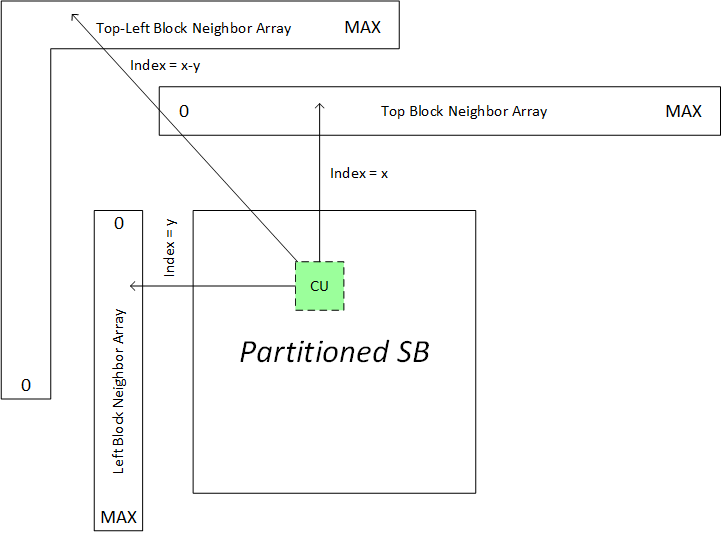 Top-Left Block Neighbor Array
MAX
Index = x-y
0
Top Block Neighbor Array
MAX
Index = x
0
Index = y
CU
Partitioned SB
Left Block Neighbor Array
0
MAX